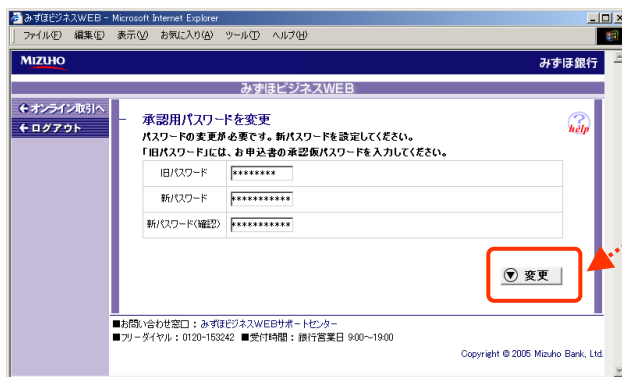 みずほビジネスWEB - Microsoft Internet Explorer
ファイル(F) 編集(E) 表示(V) お気に入り(A) ツール(T) ヘルプ(H)
MIZUHO
みずほ銀行
みずほビジネスWEB
オンライン取引へ
ログアウト
承認用パスワードを変更
help
パスワードの変更が必要です。新パスワードを設定してください。
「旧パスワード」には、お申込書の承認仮パスワードを入力してください。
旧パスワード ********
新パスワード ***********
新パスワード(確認) ***********
変更
■お問い合わせ窓口：みずほビジネスWEBサポートセンター
■フリーダイヤル：0120-153242 ■受付時間：銀行営業日 9:00～19:00
Copyright © 2005 Mizuho Bank, Ltd.